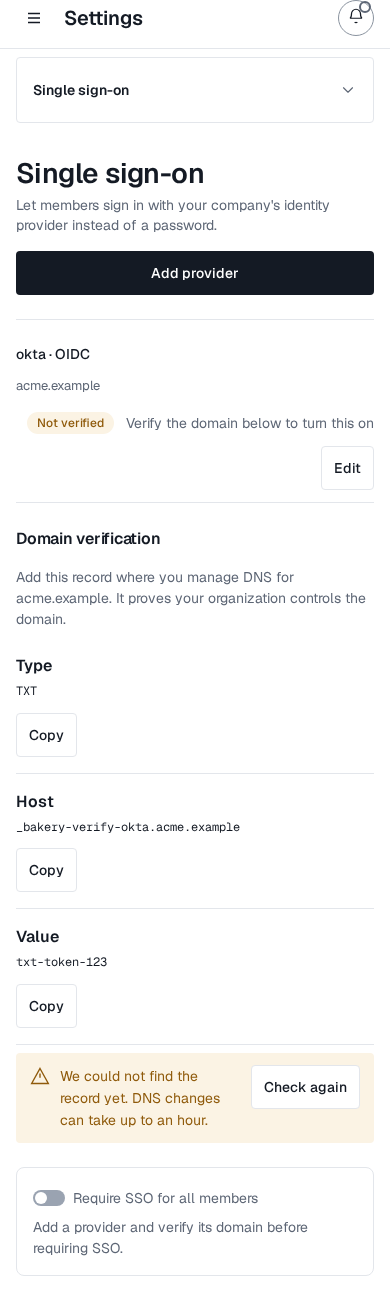 Settings
Single sign-on
Single sign-on
Let members sign in with your company's identity
provider instead of a password.
Add provider
okta · OIDC
acme.example
Not verified
Verify the domain below to turn this on
Edit
Domain verification
Add this record where you manage DNS for
acme.example. It proves your organization controls the
domain.
Type
TXT
Copy
Host
_bakery-verify-okta.acme.example
Copy
Value
txt-token-123
Copy
We could not find the
record yet. DNS changes
can take up to an hour.
Check again
Require SSO for all members
Add a provider and verify its domain before
requiring SSO.